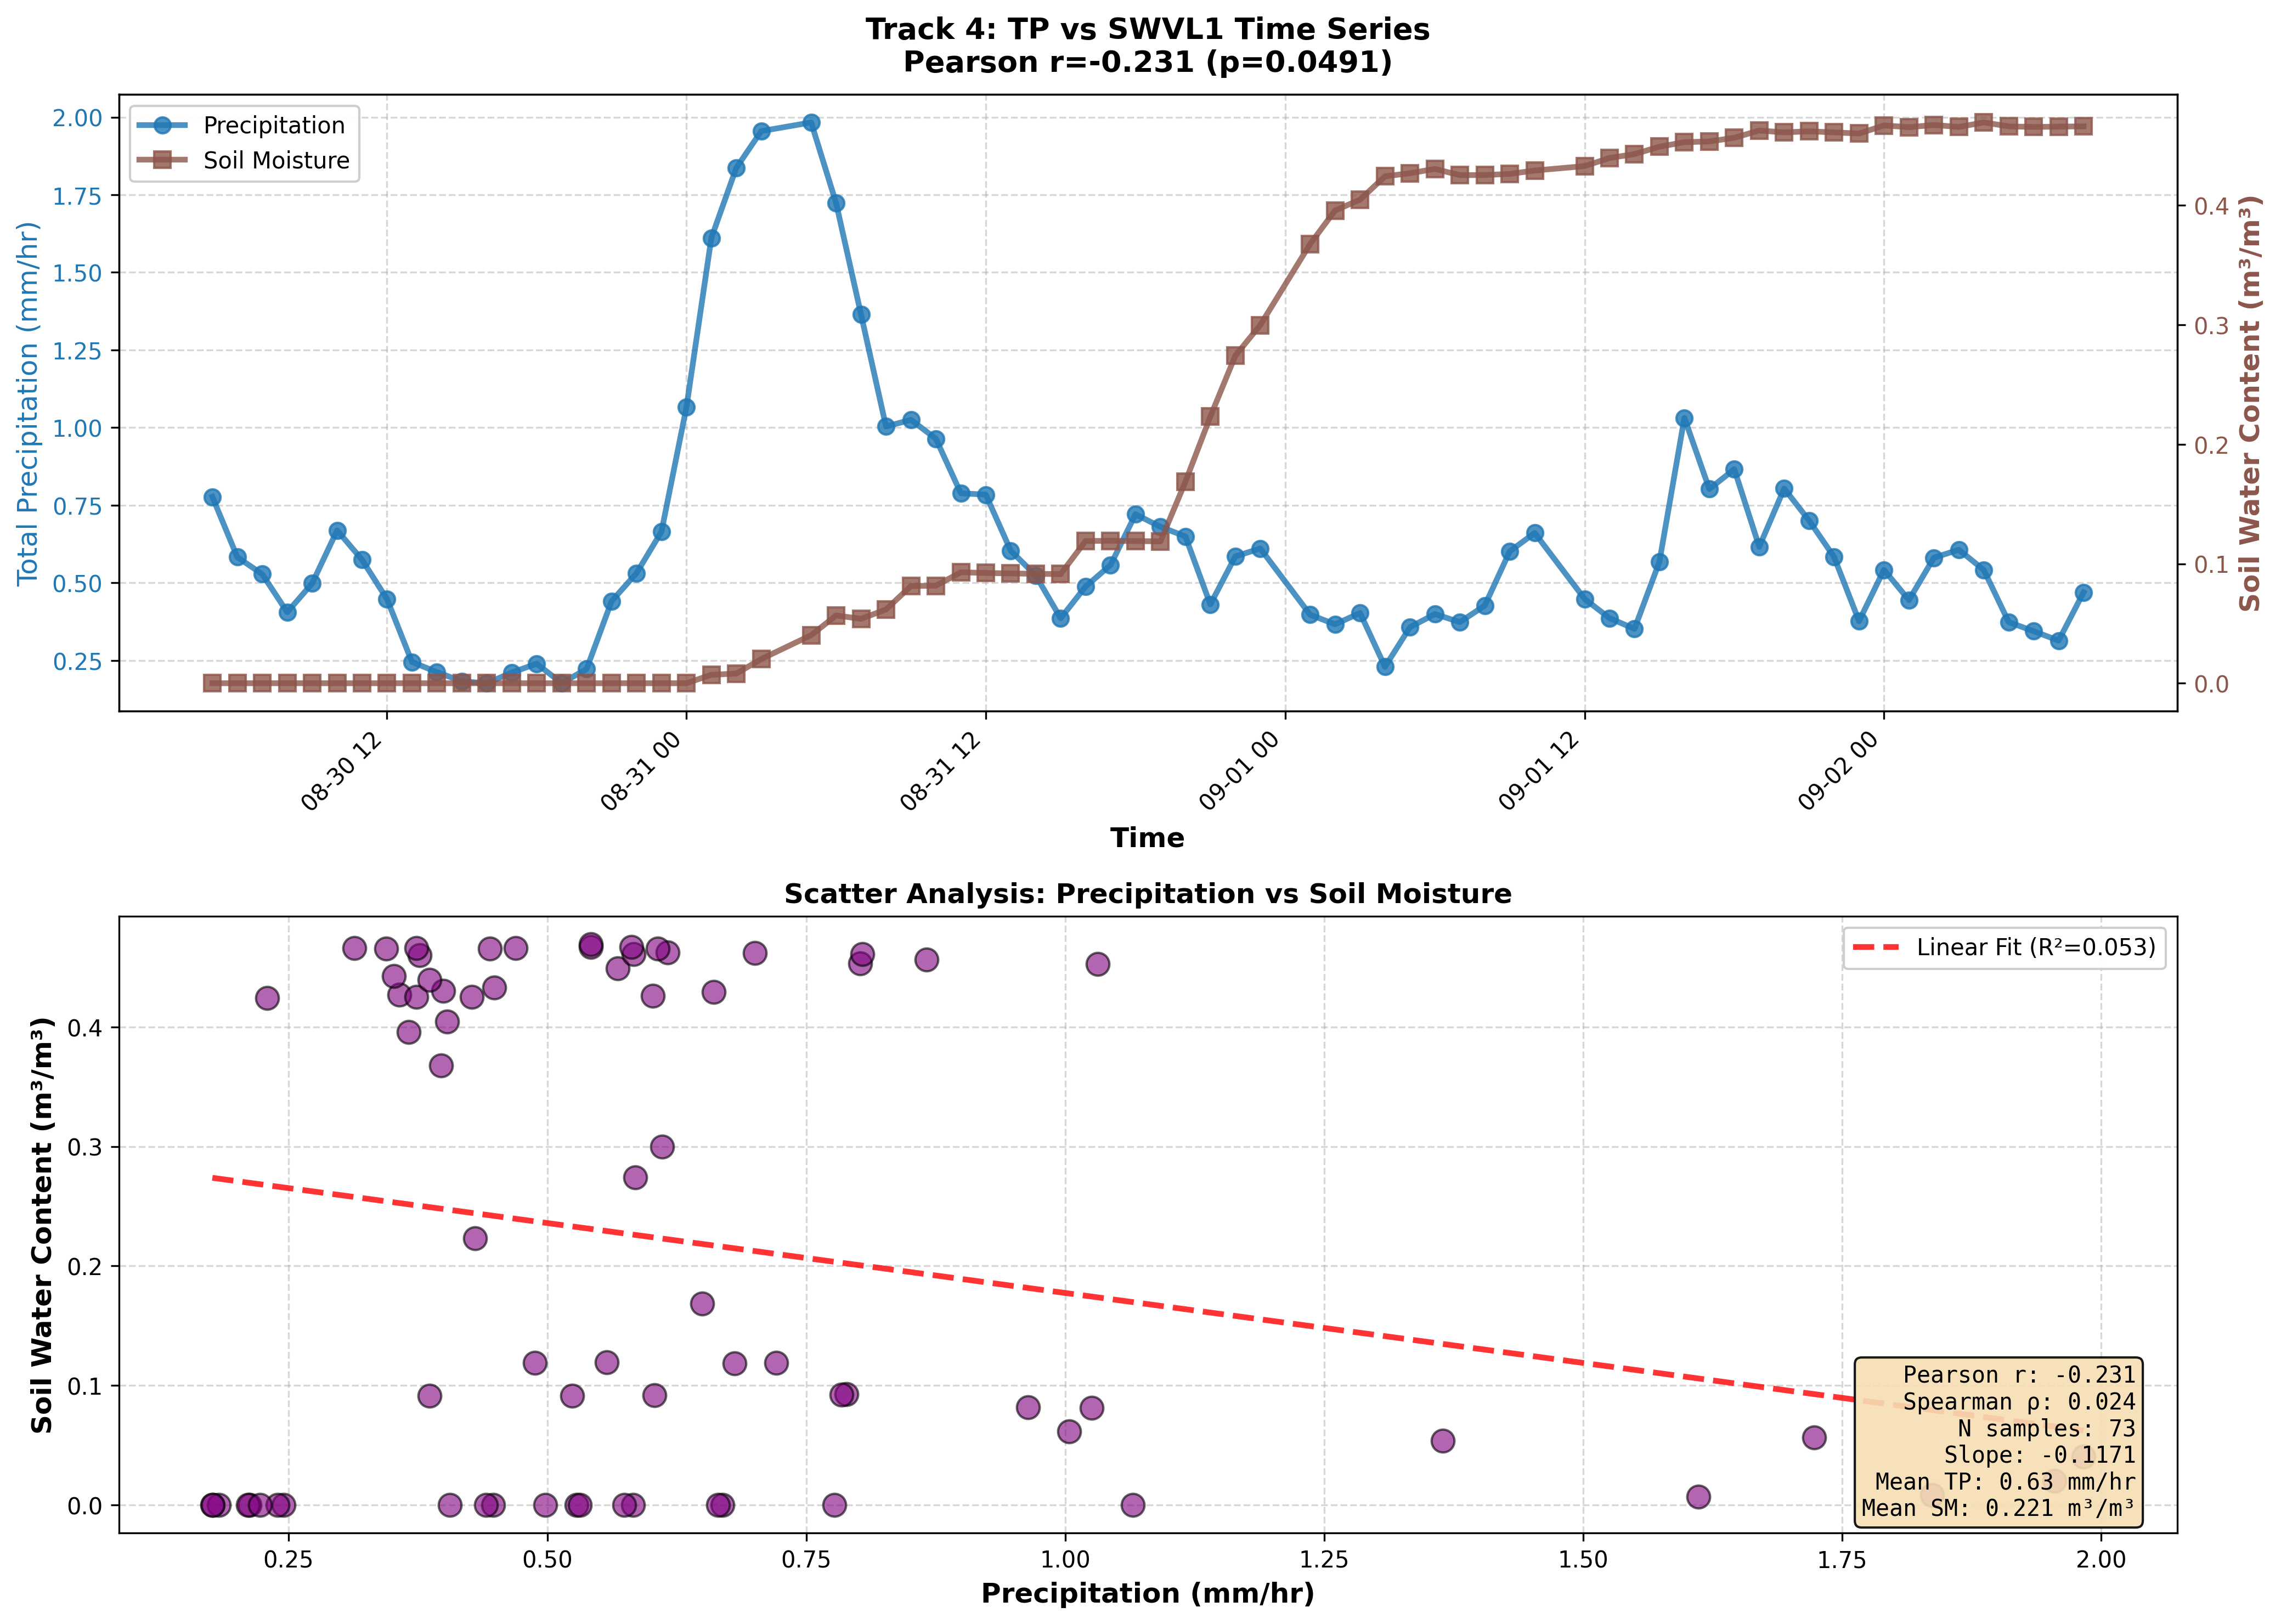 Track 4: TP vs SWVL1 Time Series
Pearson r=-0.231 (p=0.0491)
Precipitation
Soil Moisture
Total Precipitation (mm/hr)
2.00
1.75
1.50
1.25
1.00
0.75
0.50
0.25
Soil Water Content (m³/m³)
0.4
0.3
0.2
0.1
0.0
08-30 12
08-31 00
08-31 12
09-01 00
09-01 12
09-02 00
Time
Scatter Analysis: Precipitation vs Soil Moisture
Linear Fit (R²=0.053)
Soil Water Content (m³/m³)
0.4
0.3
0.2
0.1
0.0
Pearson r: -0.231
Spearman ρ: 0.024
N samples: 73
Slope: -0.1171
Mean TP: 0.63 mm/hr
Mean SM: 0.221 m³/m³
0.25
0.50
0.75
1.00
1.25
1.50
1.75
2.00
Precipitation (mm/hr)